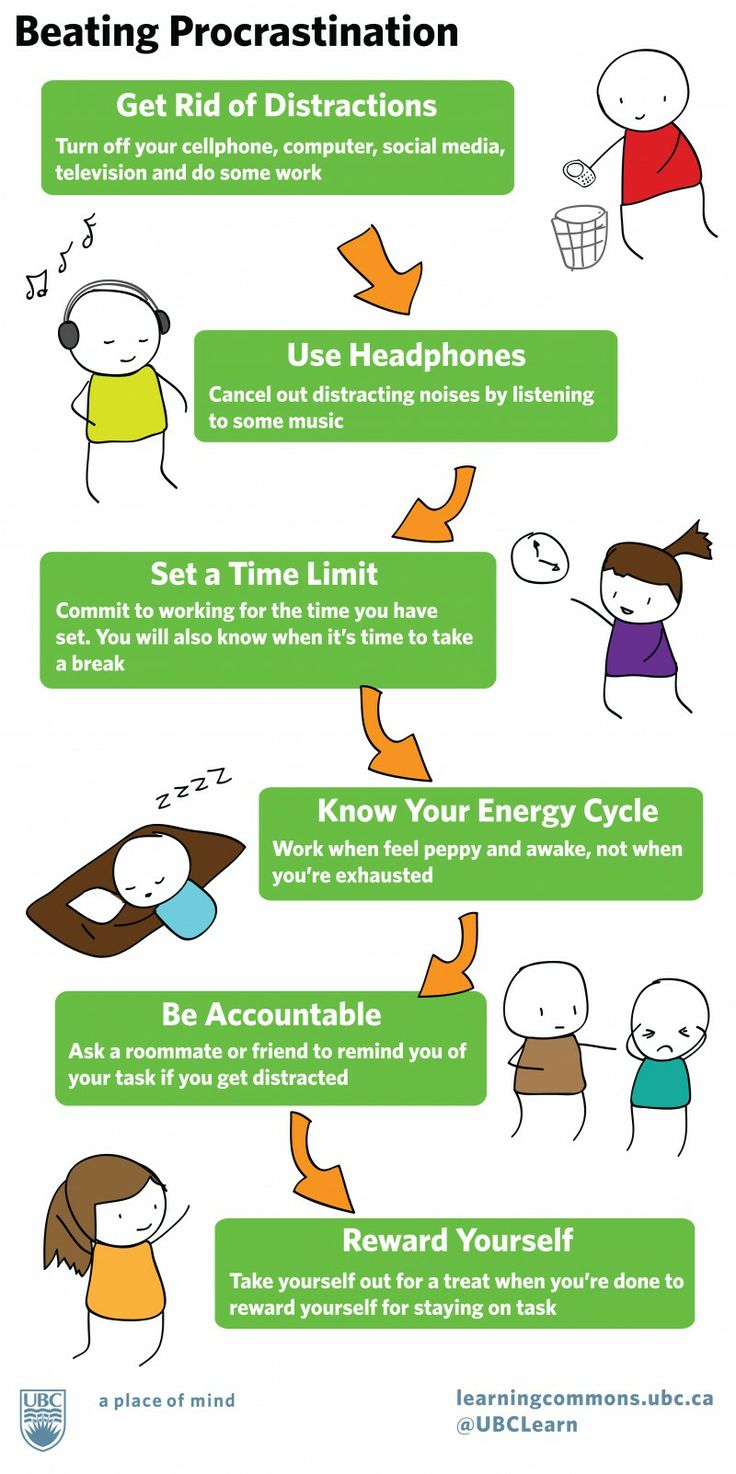 Beating Procrastination
Get Rid of Distractions
Turn off your cellphone, computer, social media,
television and do some work
Use Headphones
Cancel out distracting noises by listening
to some music
Set a Time Limit
Commit to working for the time you have
set. You will also know when it's time to take
a break
zzzz
Know Your Energy Cycle
Work when feel peppy and awake, not when
you're exhausted
Be Accountable
Ask a roommate or friend to remind you of
your task if you get distracted
Reward Yourself
Take yourself out for a treat when you're done to
reward yourself for staying on task
UBC
a place of mind
learningcommons.ubc.ca
@UBCLearn